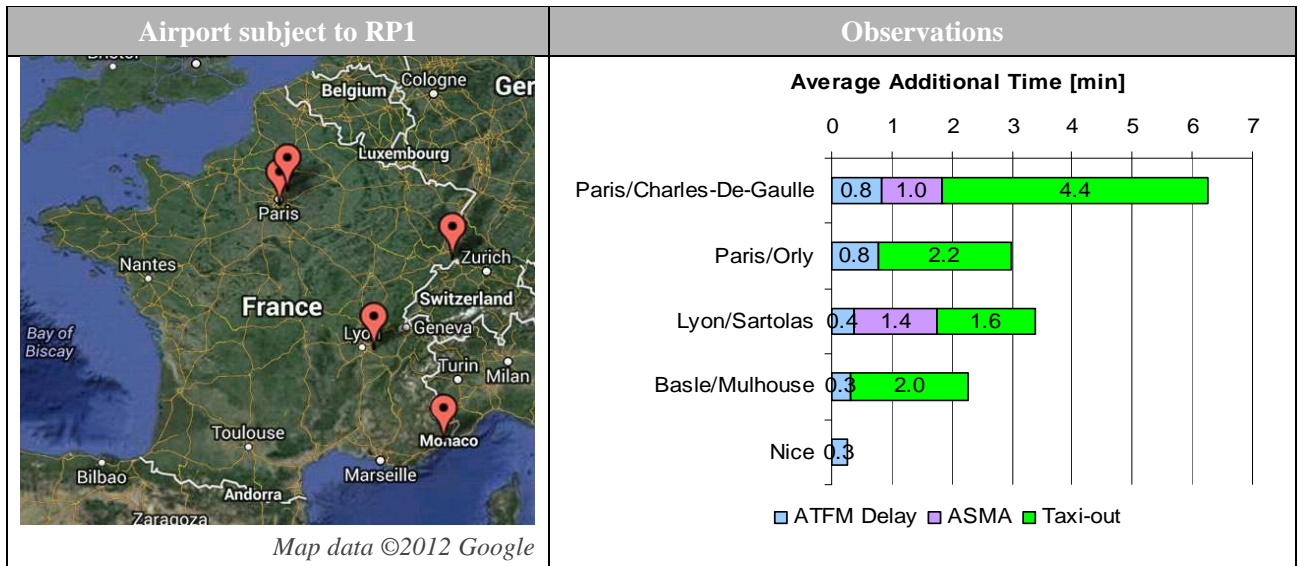 Airport subject to RP1
Observations
Cologne
Belgium
Ger
Luxembourg
Paris
Nantes
Zurich
France
Switzerland
Lyon
Geneva
Bay of
Biscay
Turin
Milan
Toulouse
Monaco
Bilbao
Marseille
Andorra
Zaragoza
Map data ©2012 Google
Average Additional Time [min]
0 1 2 3 4 5 6 7
Paris/Charles-De-Gaulle 0.8 1.0 4.4
Paris/Orly 0.8 2.2
Lyon/Sartolas 0.4 1.4 1.6
Basle/Mulhouse 0.3 2.0
Nice 0.3
ATFM Delay ASMA Taxi-out